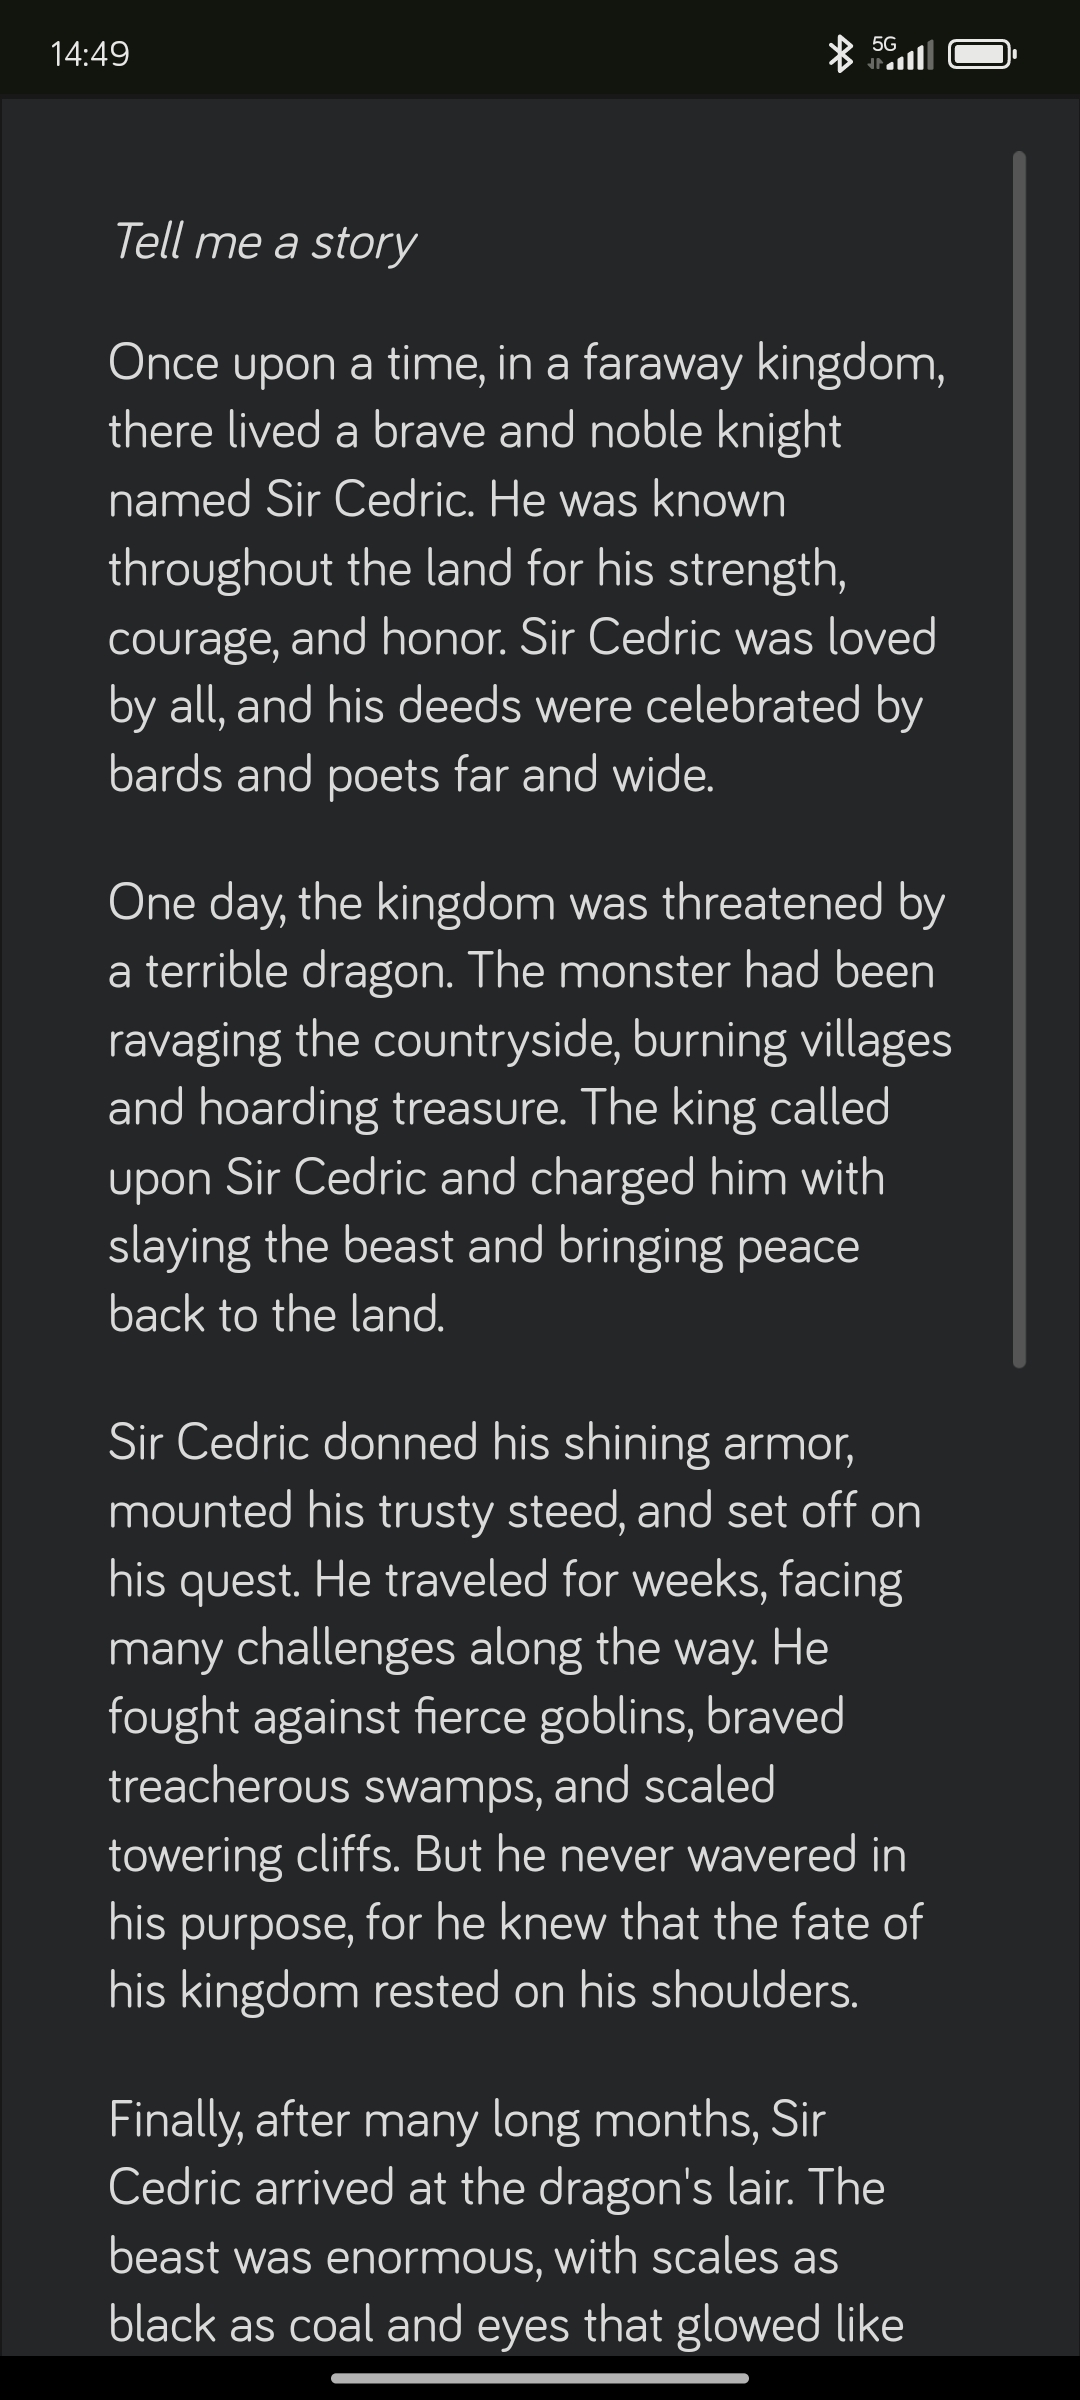 14:49
5G
Tell me a story
Once upon a time, in a faraway kingdom,
there lived a brave and noble knight
named Sir Cedric. He was known
throughout the land for his strength,
courage, and honor. Sir Cedric was loved
by all, and his deeds were celebrated by
bards and poets far and wide.
One day, the kingdom was threatened by
a terrible dragon. The monster had been
ravaging the countryside, burning villages
and hoarding treasure. The king called
upon Sir Cedric and charged him with
slaying the beast and bringing peace
back to the land.
Sir Cedric donned his shining armor,
mounted his trusty steed, and set off on
his quest. He traveled for weeks, facing
many challenges along the way. He
fought against fierce goblins, braved
treacherous swamps, and scaled
towering cliffs. But he never wavered in
his purpose, for he knew that the fate of
his kingdom rested on his shoulders.
Finally, after many long months, Sir
Cedric arrived at the dragon's lair. The
beast was enormous, with scales as
black as coal and eyes that glowed like